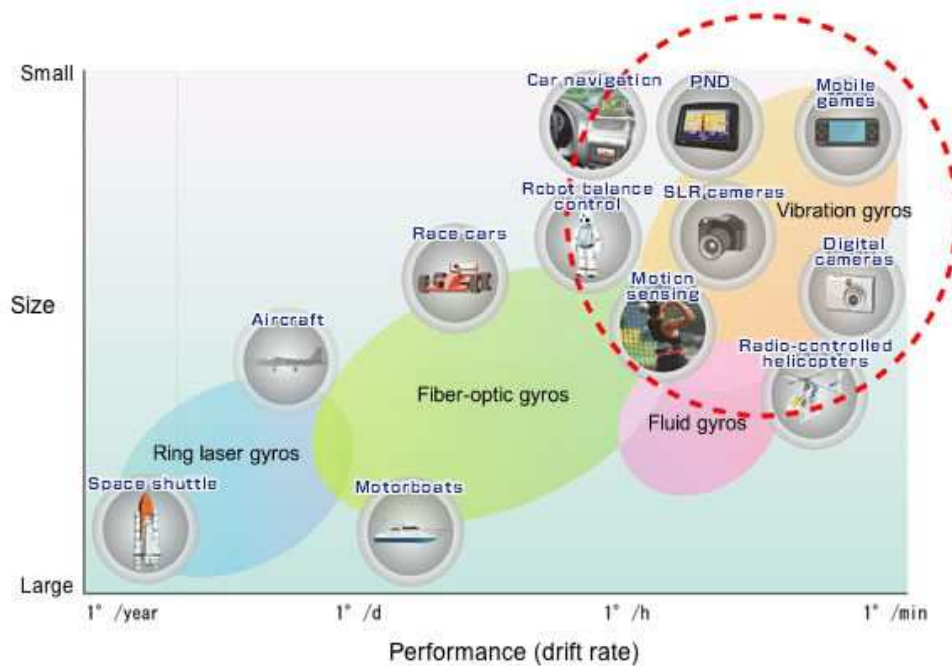 Small
Car navigation
PND
Mobile
games
Robot balance
control
SLR cameras
Vibration gyros
Race cars
Digital
cameras
Size
Motion
sensing
Aircraft
Radio-controlled
helicopters
Fiber-optic gyros
Fluid gyros
Ring laser gyros
Space shuttle
Motorboats
Large
1° /year
1° /d
1° /h
1° /min
Performance (drift rate)